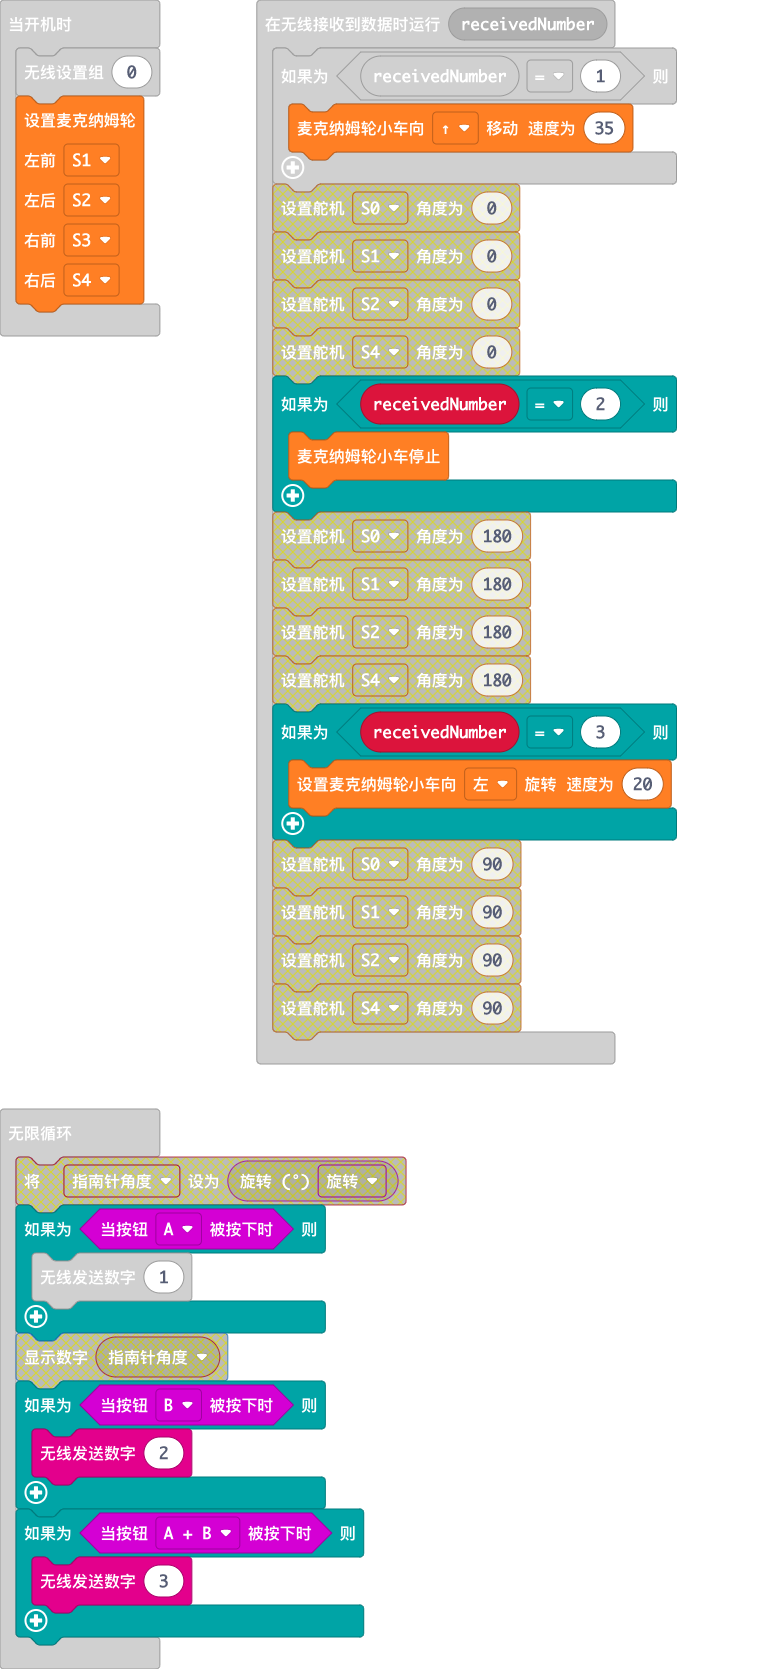 当开机时
无线设置组 0
设置麦克纳姆轮
左前 S1
左后 S2
右前 S3
右后 S4
在无线接收到数据时运行 receivedNumber
如果为 receivedNumber = 1 则
麦克纳姆轮小车向 ↑ 移动 速度为 35
设置舵机 S0 角度为 0
设置舵机 S1 角度为 0
设置舵机 S2 角度为 0
设置舵机 S4 角度为 0
如果为 receivedNumber = 2 则
麦克纳姆轮小车停止
设置舵机 S0 角度为 180
设置舵机 S1 角度为 180
设置舵机 S2 角度为 180
设置舵机 S4 角度为 180
如果为 receivedNumber = 3 则
设置麦克纳姆轮小车向 左 旋转 速度为 20
设置舵机 S0 角度为 90
设置舵机 S1 角度为 90
设置舵机 S2 角度为 90
设置舵机 S4 角度为 90
无限循环
将 指南针角度 设为 旋转 (°) 旋转
如果为 当按钮 A 被按下时 则
无线发送数字 1
显示数字 指南针角度
如果为 当按钮 B 被按下时 则
无线发送数字 2
如果为 当按钮 A + B 被按下时 则
无线发送数字 3